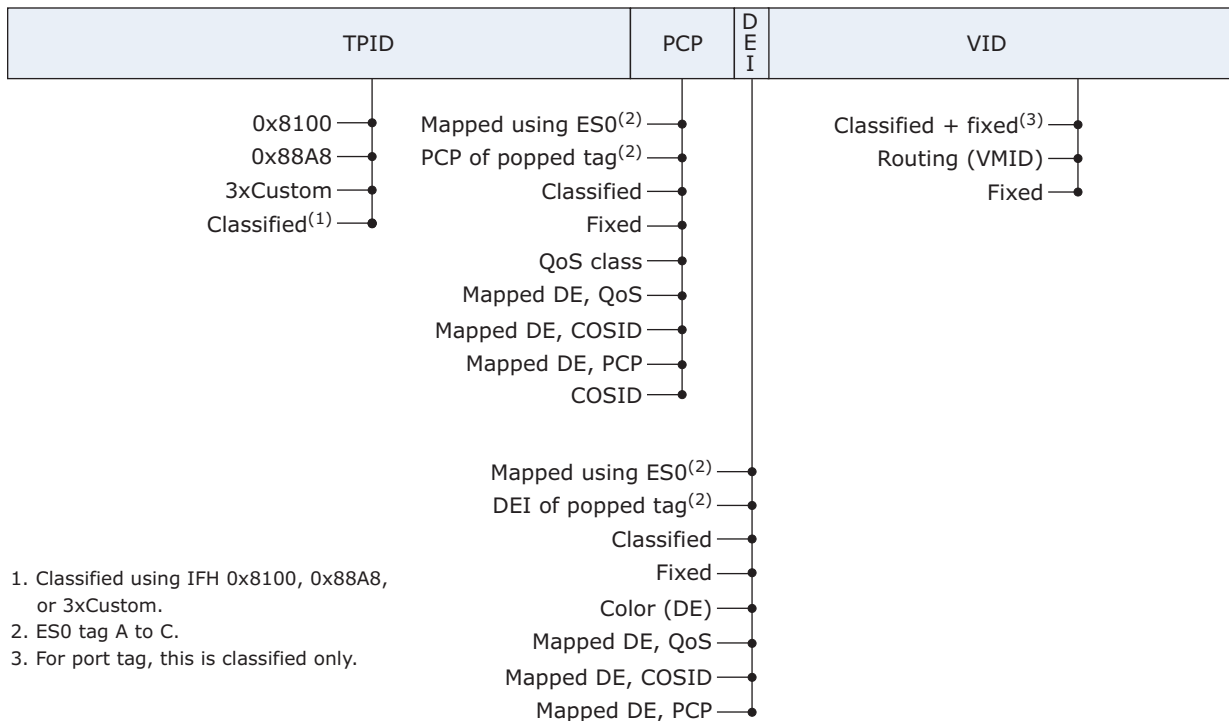 TPID
PCP
DEI
VID
0x8100
0x88A8
3xCustom
Classified(1)
Mapped using ES0(2)
PCP of popped tag(2)
Classified
Fixed
QoS class
Mapped DE, QoS
Mapped DE, COSID
Mapped DE, PCP
COSID
Classified + fixed(3)
Routing (VMID)
Fixed
Mapped using ES0(2)
DEI of popped tag(2)
Classified
Fixed
Color (DE)
Mapped DE, QoS
Mapped DE, COSID
Mapped DE, PCP
1. Classified using IFH 0x8100, 0x88A8,
or 3xCustom.
2. ES0 tag A to C.
3. For port tag, this is classified only.